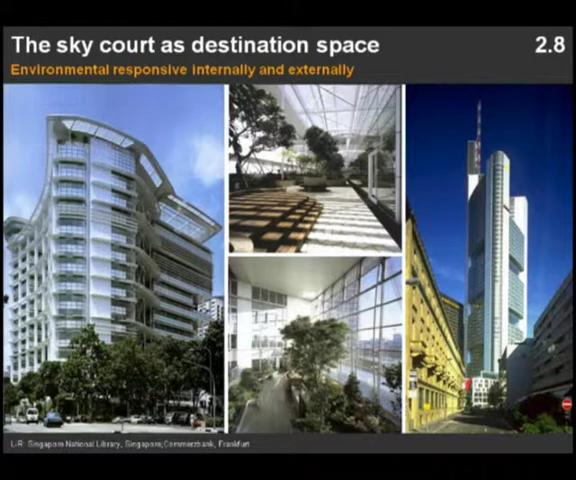 The sky court as destination space
2.8
Environmental responsive internally and externally
L-R: Singapore National Library, Singapore;Commerzbank, Frankfurt